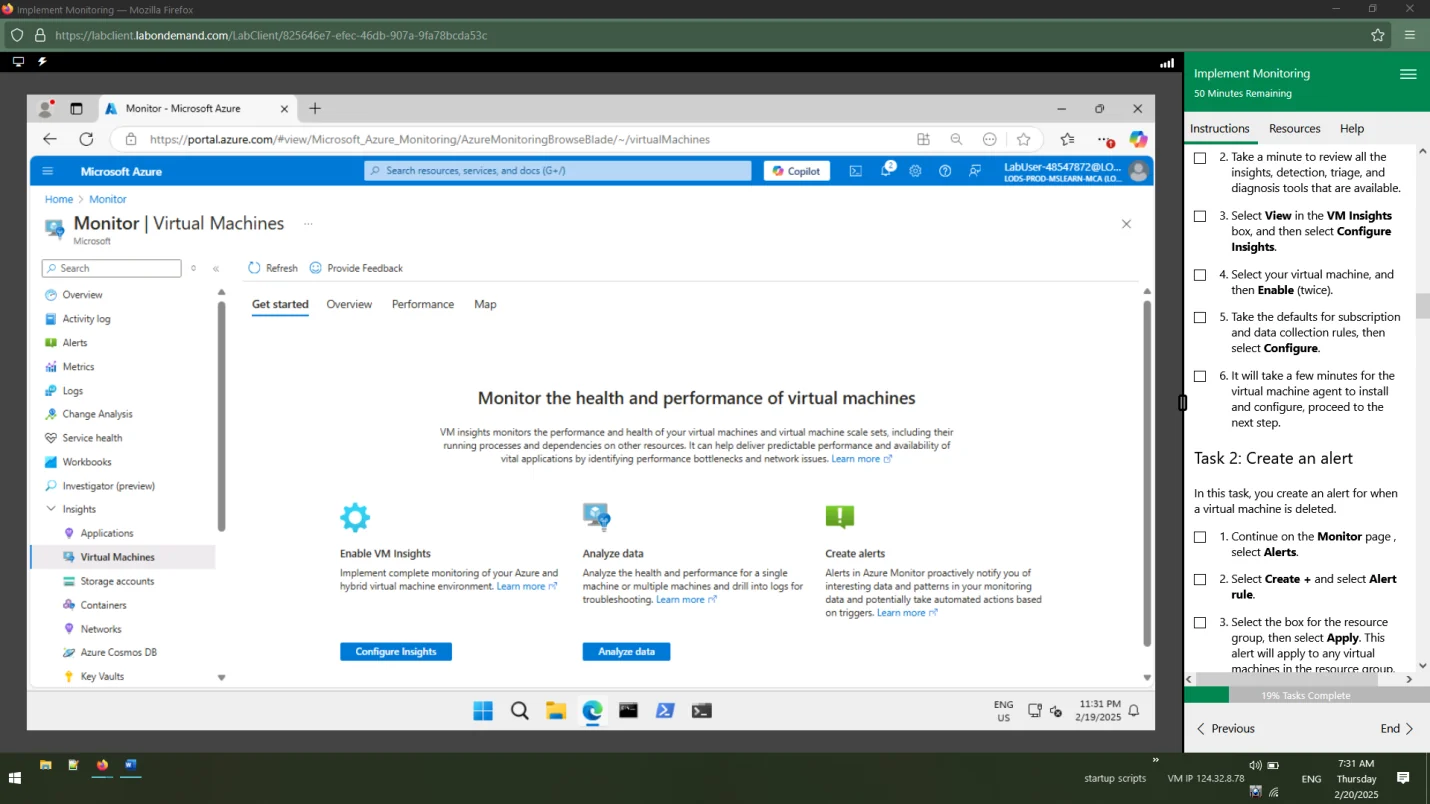 Implement Monitoring — Mozilla Firefox
https://labclient.labondemand.com/LabClient/825646e7-efec-46db-907a-9fa78bcda53c
Monitor - Microsoft Azure
https://portal.azure.com/#view/Microsoft_Azure_Monitoring/AzureMonitoringBrowseBlade/~/virtualMachines
Microsoft Azure
Search resources, services, and docs (G+/)
Copilot
2
LabUser-48547872@LO...
LODS-PROD-MSLEARN-MCA (LO...
Home > Monitor
Monitor | Virtual Machines ...
Microsoft
Search
Refresh
Provide Feedback
Overview
Activity log
Alerts
Metrics
Logs
Change Analysis
Service health
Workbooks
Investigator (preview)
Insights
Applications
Virtual Machines
Storage accounts
Containers
Networks
Azure Cosmos DB
Key Vaults
Get started
Overview
Performance
Map
Monitor the health and performance of virtual machines
VM insights monitors the performance and health of your virtual machines and virtual machine scale sets, including their
running processes and dependencies on other resources. It can help deliver predictable performance and availability of
vital applications by identifying performance bottlenecks and network issues. Learn more
Enable VM Insights
Implement complete monitoring of your Azure and
hybrid virtual machine environment. Learn more
Configure Insights
Analyze data
Analyze the health and performance for a single
machine or multiple machines and drill into logs for
troubleshooting. Learn more
Analyze data
Create alerts
Alerts in Azure Monitor proactively notify you of
interesting data and patterns in your monitoring
data and potentially take automated actions based
on triggers. Learn more
ENG
US
11:31 PM
2/19/2025
Implement Monitoring
50 Minutes Remaining
Instructions
Resources
Help
2. Take a minute to review all the
insights, detection, triage, and
diagnosis tools that are available.
3. Select View in the VM Insights
box, and then select Configure
Insights.
4. Select your virtual machine, and
then Enable (twice).
5. Take the defaults for subscription
and data collection rules, then
select Configure.
6. It will take a few minutes for the
virtual machine agent to install
and configure, proceed to the
next step.
Task 2: Create an alert
In this task, you create an alert for when
a virtual machine is deleted.
1. Continue on the Monitor page ,
select Alerts.
2. Select Create + and select Alert
rule.
3. Select the box for the resource
group, then select Apply. This
alert will apply to any virtual
machines in the resource group.
19% Tasks Complete
Previous
End
startup scripts
VM IP 124.32.8.78
ENG
7:31 AM
Thursday
2/20/2025